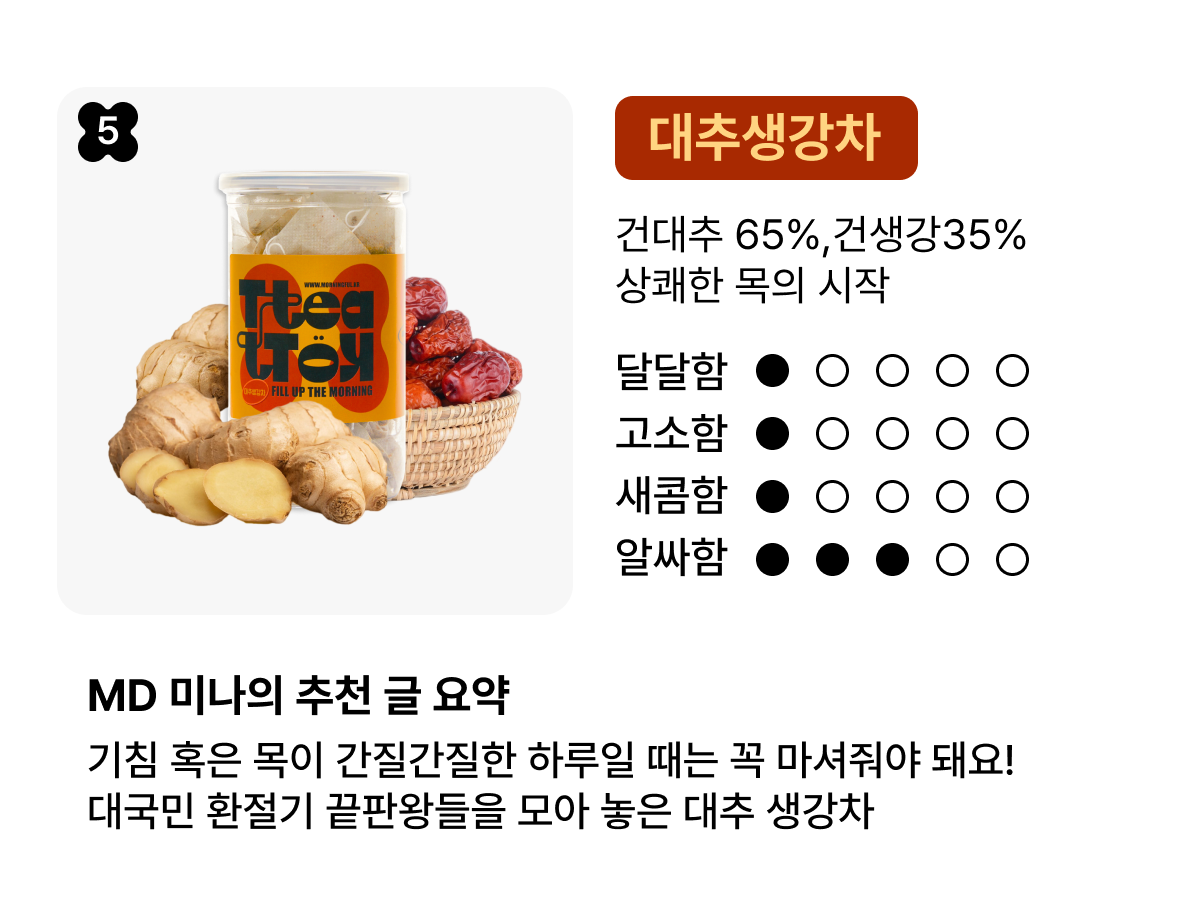 5
대추생강차
건대추 65%,건생강35%
상쾌한 목의 시작
달달함
고소함
새콤함
알싸함
Ttea
tTök
FILL UP THE MORNING
MD 미나의 추천 글 요약
기침 혹은 목이 간질간질한 하루일 때는 꼭 마셔줘야 돼요!
대국민 환절기 끝판왕들을 모아 놓은 대추 생강차